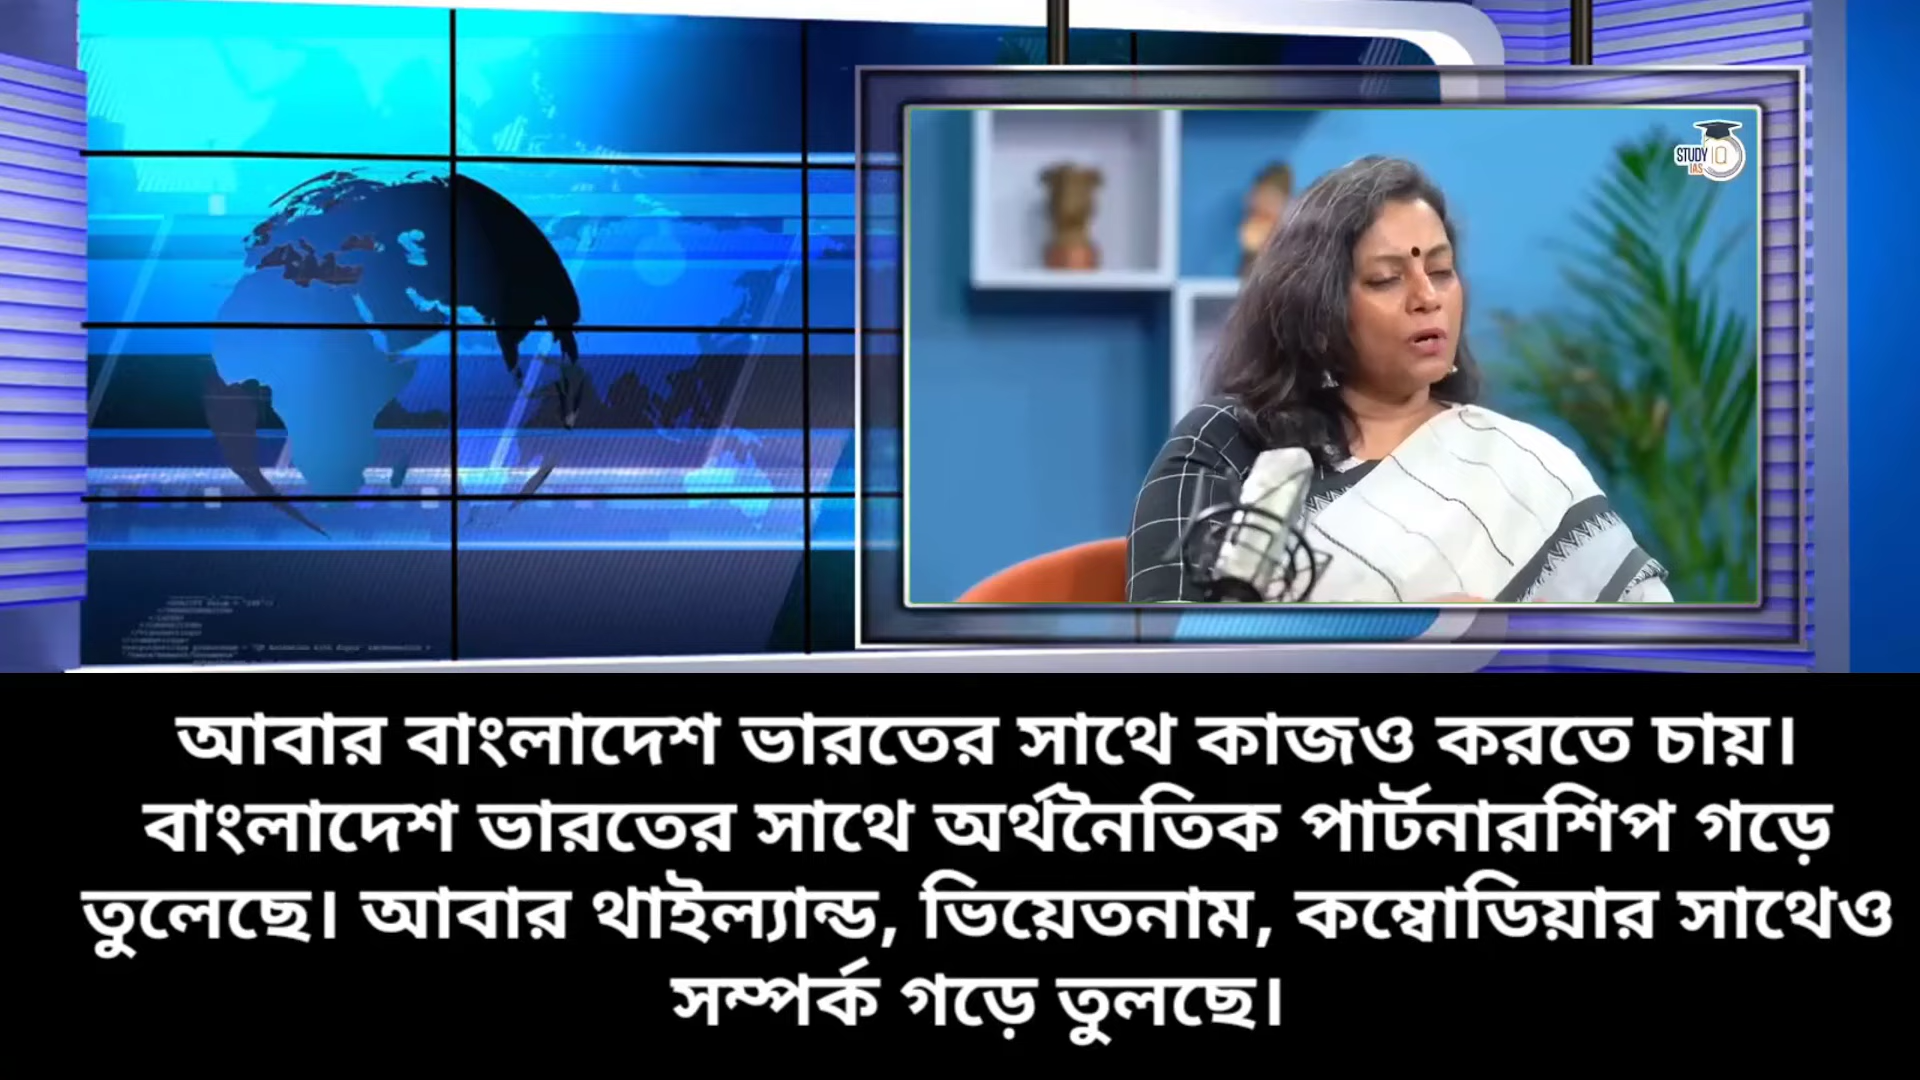 STUDY IQ
IAS
আবার বাংলাদেশ ভারতের সাথে কাজও করতে চায়।
বাংলাদেশ ভারতের সাথে অর্থনৈতিক পার্টনারশিপ গড়ে
তুলেছে। আবার থাইল্যান্ড, ভিয়েতনাম, কম্বোডিয়ার সাথেও
সম্পর্ক গড়ে তুলছে।